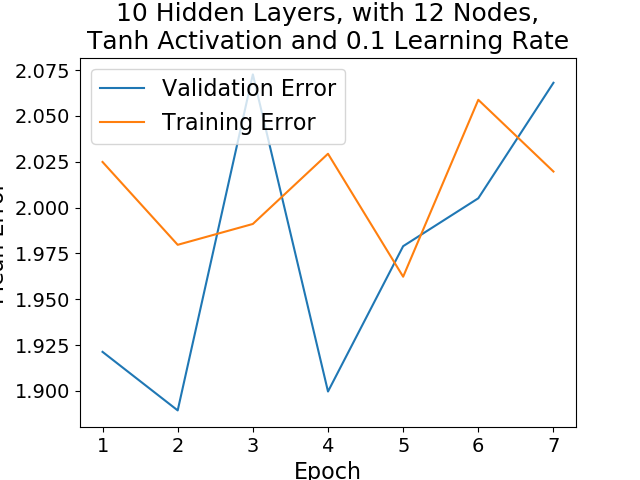 10 Hidden Layers, with 12 Nodes,
Tanh Activation and 0.1 Learning Rate
Validation Error
Training Error
2.075
2.050
2.025
2.000
1.975
1.950
1.925
1.900
1 2 3 4 5 6 7
Epoch